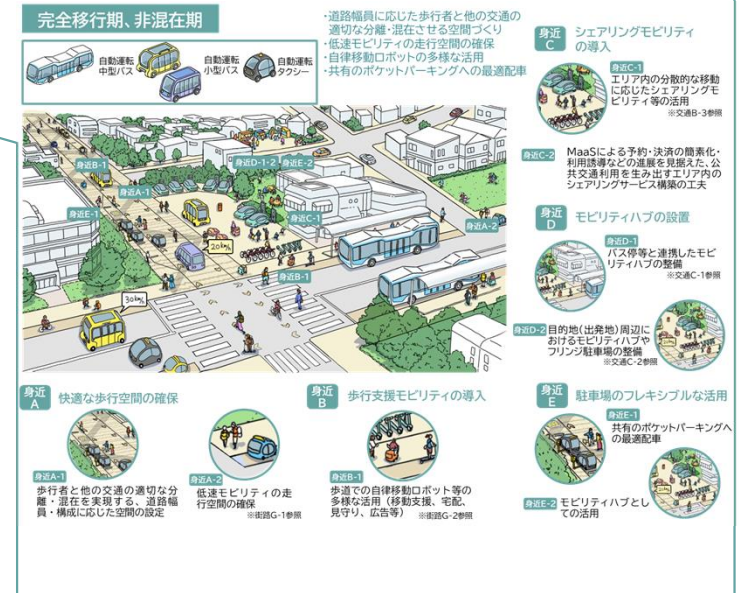 完全移行期、非混在期
自動運転
中型バス
自動運転
小型バス
自動運転
タクシー
・道路幅員に応じた歩行者と他の交通の
適切な分離・混在させる空間づくり
・低速モビリティの走行空間の確保
・自律移動ロボットの多様な活用
・共有のポケットパーキングへの最適配車
身近B-1
身近A-1
身近E-1
身近D-1・2
身近E-2
身近C-1
身近A-2
身近B-1
20km/h
30km/h
身近
C
シェアリングモビリティ
の導入
身近C-1
エリア内の分散的な移動
に応じたシェアリングモ
ビリティ等の活用
※交通B-3参照
身近C-2
MaaSによる予約・決済の簡素化・
利用誘導などの進展を見据えた、公
共交通利用を生み出すエリア内の
シェアリングサービス構築の工夫
身近
D
モビリティハブの設置
身近D-1
バス停等と連携したモビ
リティハブの整備
※交通C-1参照
身近D-2
目的地(出発地)周辺に
おけるモビリティハブや
フリンジ駐車場の整備
※交通C-2参照
身近
A
快適な歩行空間の確保
身近A-1
歩行者と他の交通の適切な分
離・混在を実現する、道路幅
員・構成に応じた空間の設定
身近A-2
低速モビリティの走
行空間の確保
※街路G-1参照
身近
B
歩行支援モビリティの導入
身近B-1
歩道での自律移動ロボット等の
多様な活用（移動支援、宅配、
見守り、広告等）
※街路G-2参照
身近
E
駐車場のフレキシブルな活用
身近E-1
共有のポケットパーキングへ
の最適配車
身近E-2
モビリティハブとし
ての活用